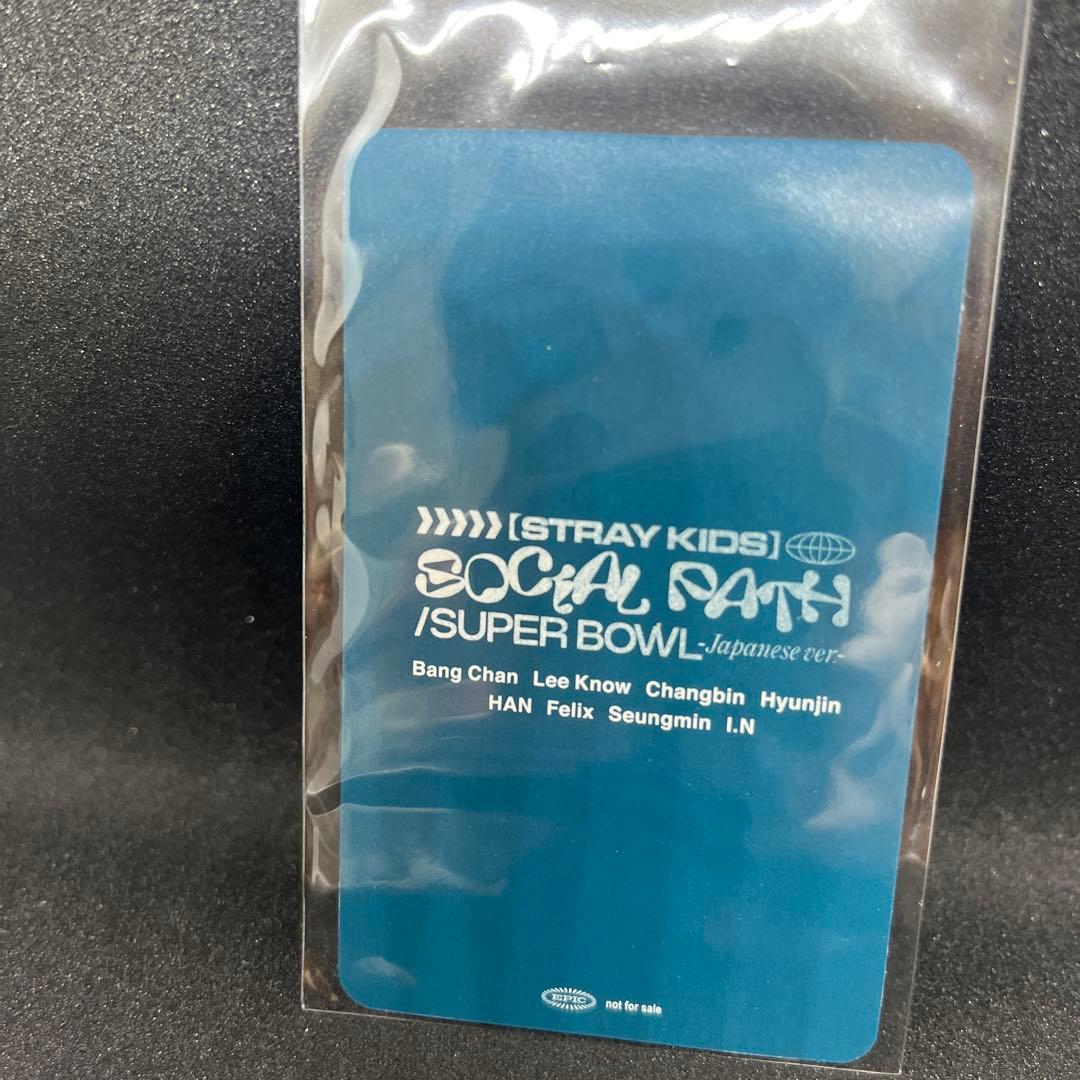 ❯❯❯❯❯[STRAY KIDS]
SOCIAL PATH
/SUPER BOWL-Japanese ver.-
Bang Chan Lee Know Changbin Hyunjin
HAN Felix Seungmin I.N
EPIC not for sale